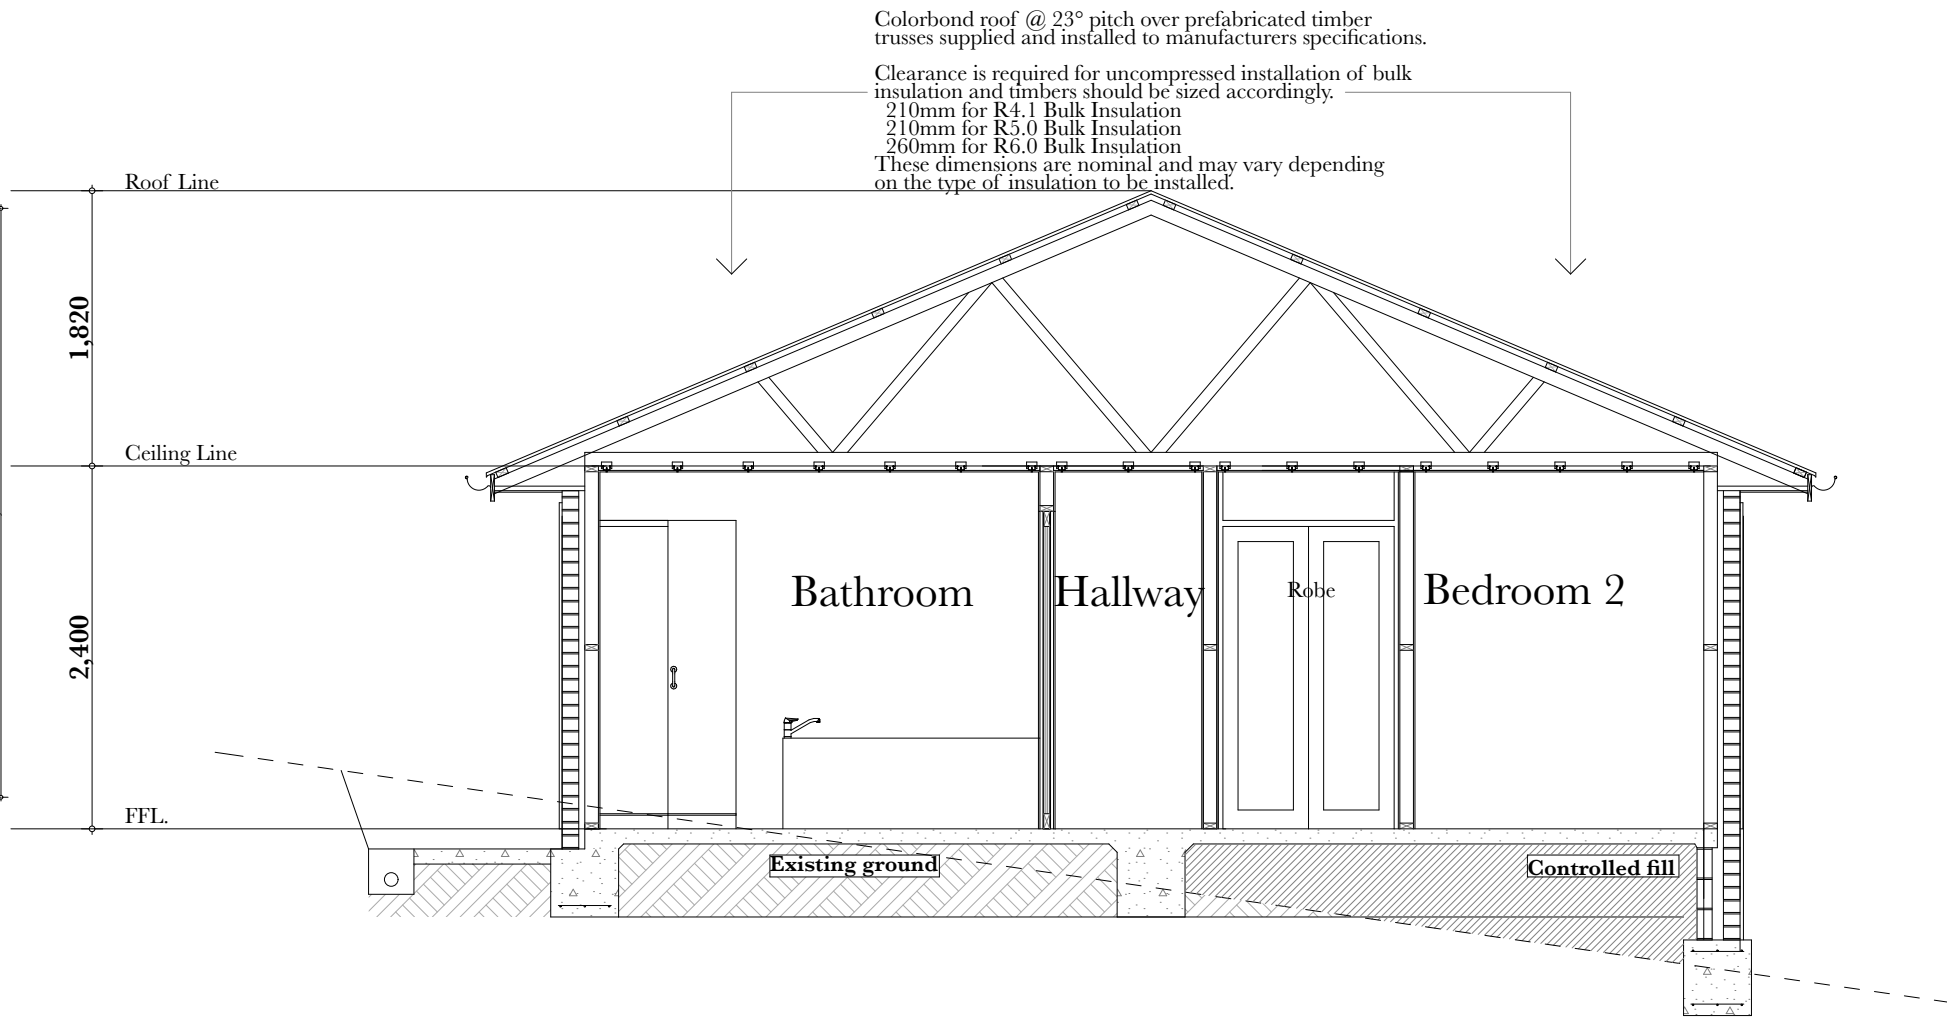 Colorbond roof @ 23° pitch over prefabricated timber
trusses supplied and installed to manufacturers specifications.
Clearance is required for uncompressed installation of bulk
insulation and timbers should be sized accordingly.
210mm for R4.1 Bulk Insulation
210mm for R5.0 Bulk Insulation
260mm for R6.0 Bulk Insulation
These dimensions are nominal and may vary depending
on the type of insulation to be installed.
Roof Line
1,820
Ceiling Line
Bathroom
Hallway
Robe
Bedroom 2
2,400
FFL.
Existing ground
Controlled fill